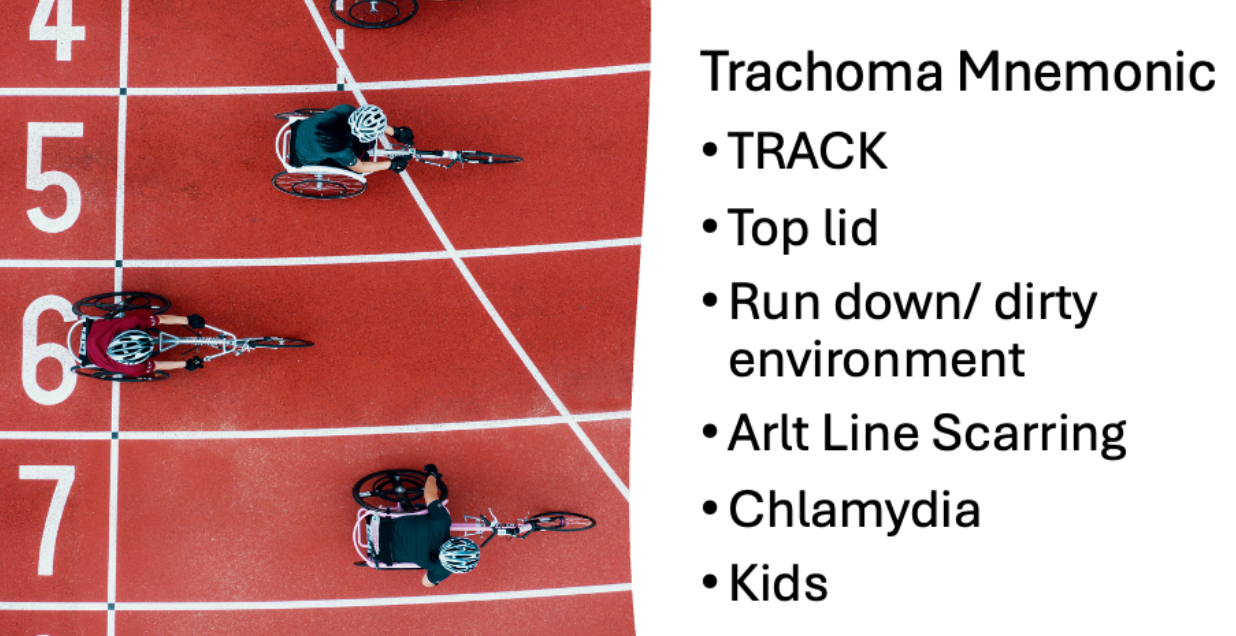 4
5
6
7
Trachoma Mnemonic
• TRACK
• Top lid
• Run down/ dirty
environment
• Arlt Line Scarring
• Chlamydia
• Kids